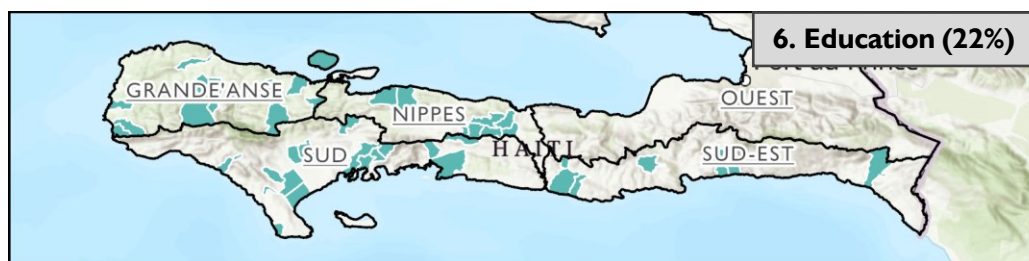 6. Education (22%)
GRANDE'ANSE
NIPPES
OUEST
SUD
HAITI
SUD-EST